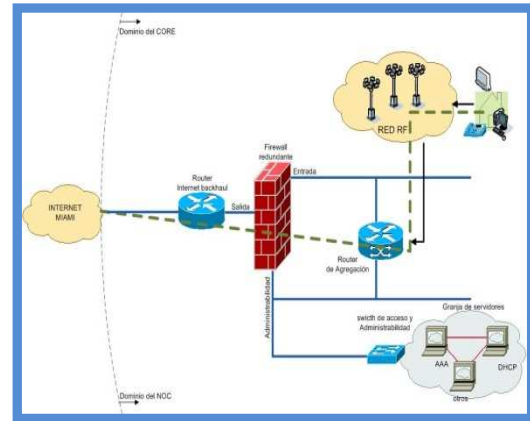 Dominio del CORE
RED RF
Firewall
redundante
Entrada
Router
Internet backhaul
Salida
INTERNET
MIAMI
Router
de Agregación
Administrabilidad
Granja de servidores
swicth de acceso y
Administrabilidad
AAA
DHCP
otros
Dominio del NOC